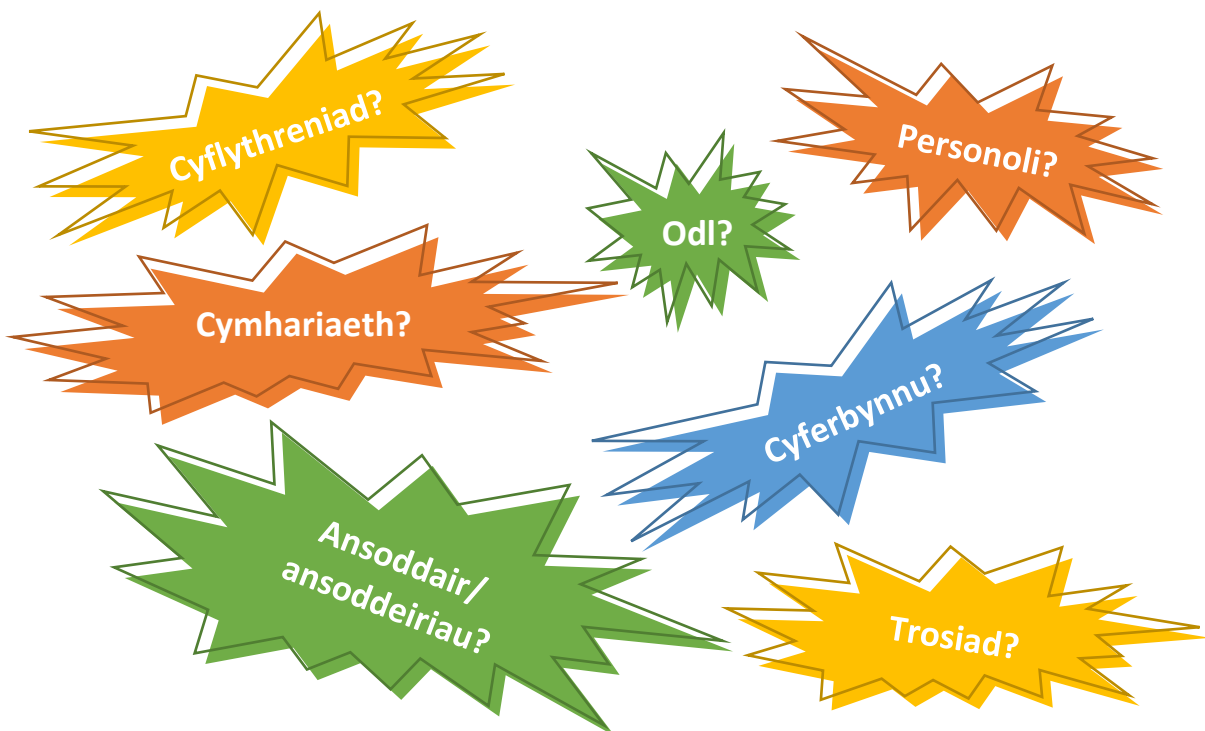 Cyflythreniad?
Personoli?
Odl?
Cymhariaeth?
Cyferbynnu?
Ansoddair/
ansoddeiriau?
Trosiad?